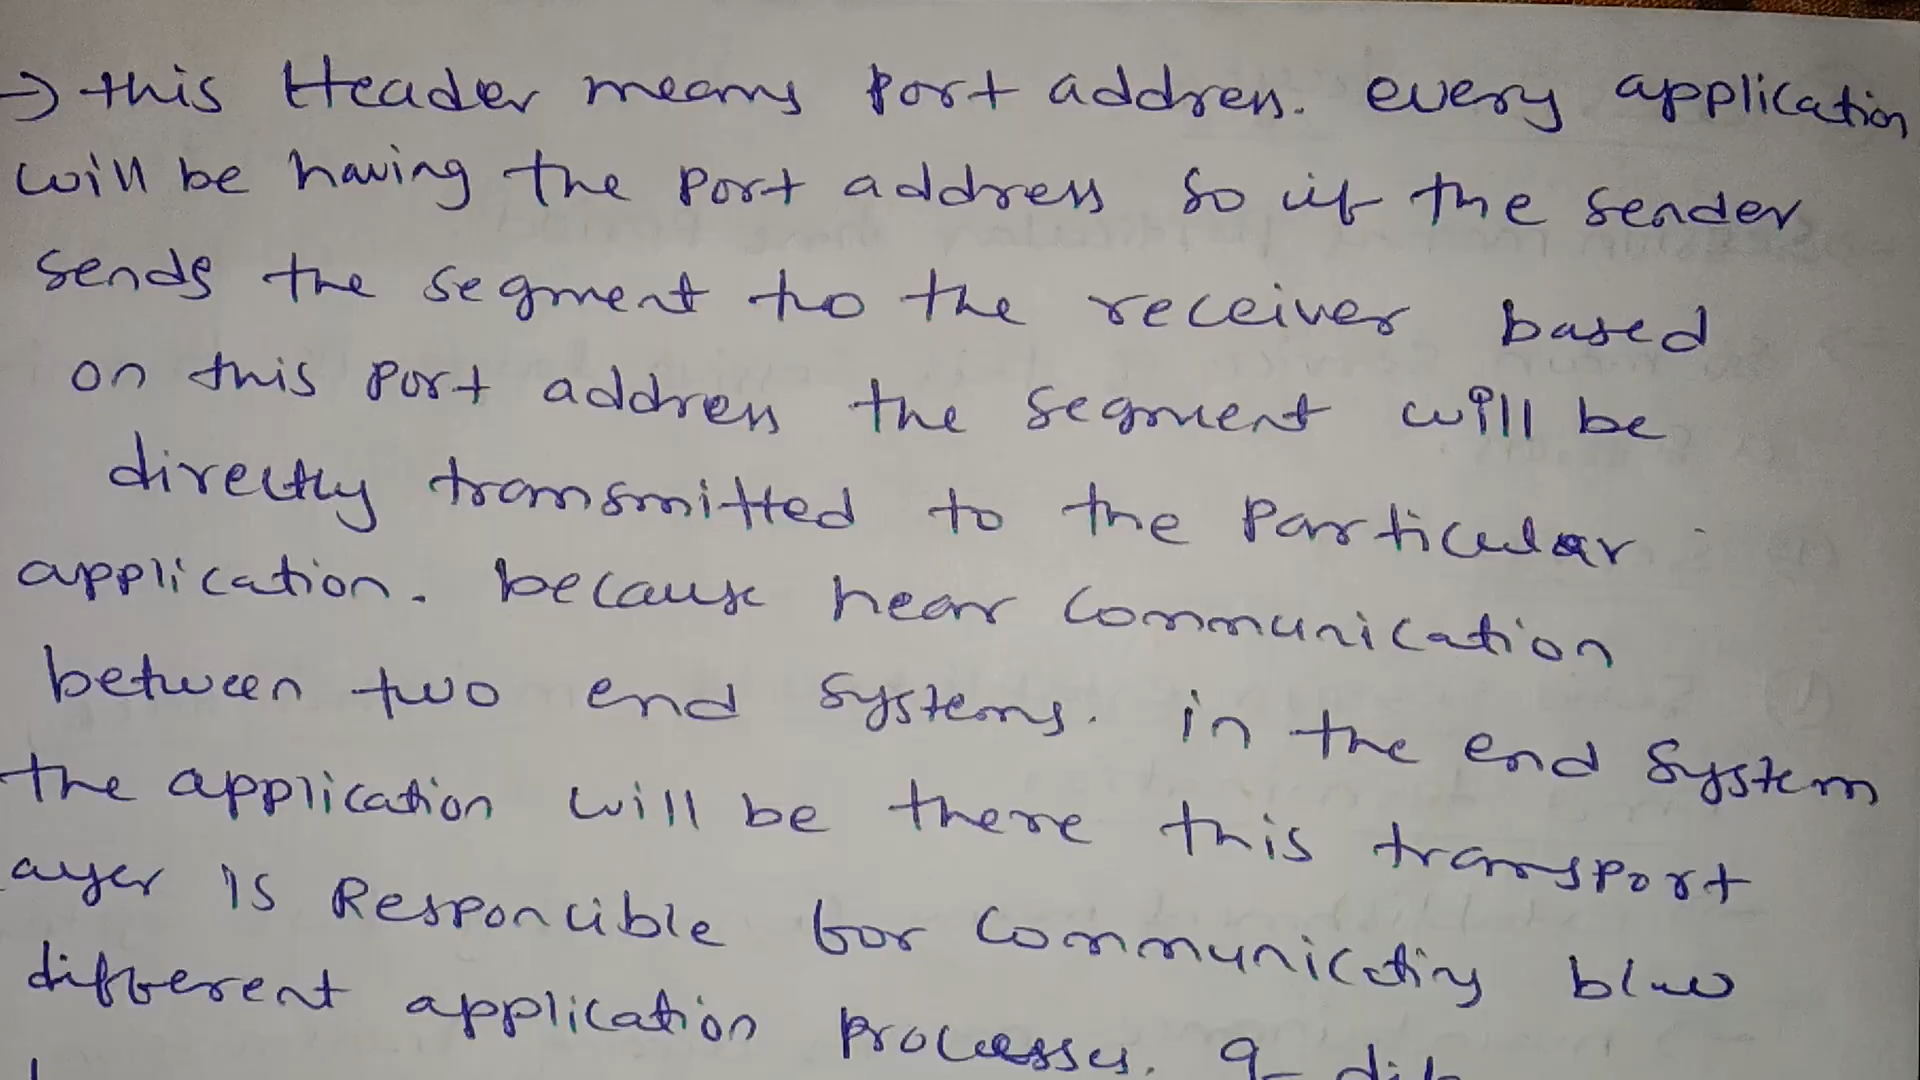 → this Header means Port address. every application
will be having the Port address So if the Sender
Sends the Segment to the receiver based
on this Port address the Segment will be
directly transmitted to the Particular
application. because hear Communication
between two end Systems. in the end System
the application will be there this transport
ayer is Responcible for Communicating b/w
different application Processes.